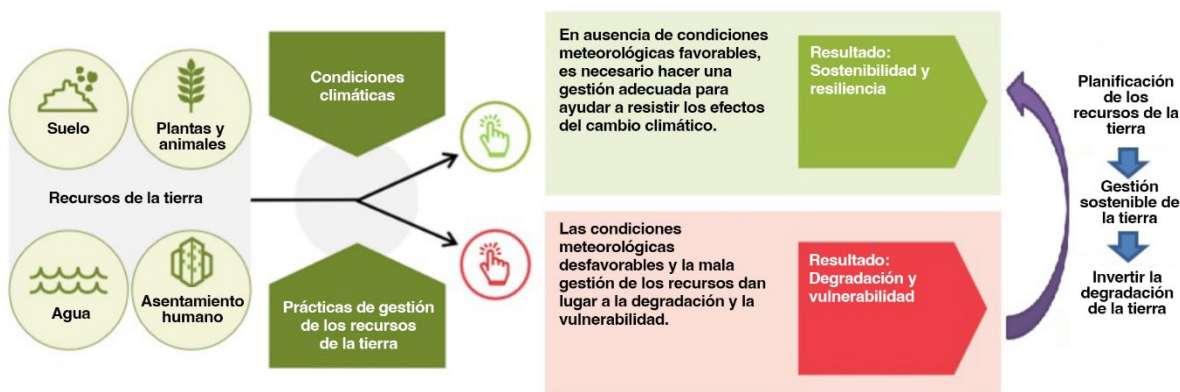 Suelo
Plantas y
animales
Recursos de la tierra
Agua
Asentamiento
humano
Condiciones
climáticas
Prácticas de gestión
de los recursos
de la tierra
En ausencia de condiciones
meteorológicas favorables,
es necesario hacer una
gestión adecuada para
ayudar a resistir los efectos
del cambio climático.
Resultado:
Sostenibilidad y
resiliencia
Las condiciones
meteorológicas
desfavorables y la mala
gestión de los recursos dan
lugar a la degradación y la
vulnerabilidad.
Resultado:
Degradación y
vulnerabilidad
Planificación
de los
recursos de la
tierra
Gestión
sostenible de
la tierra
Invertir la
degradación de
la tierra